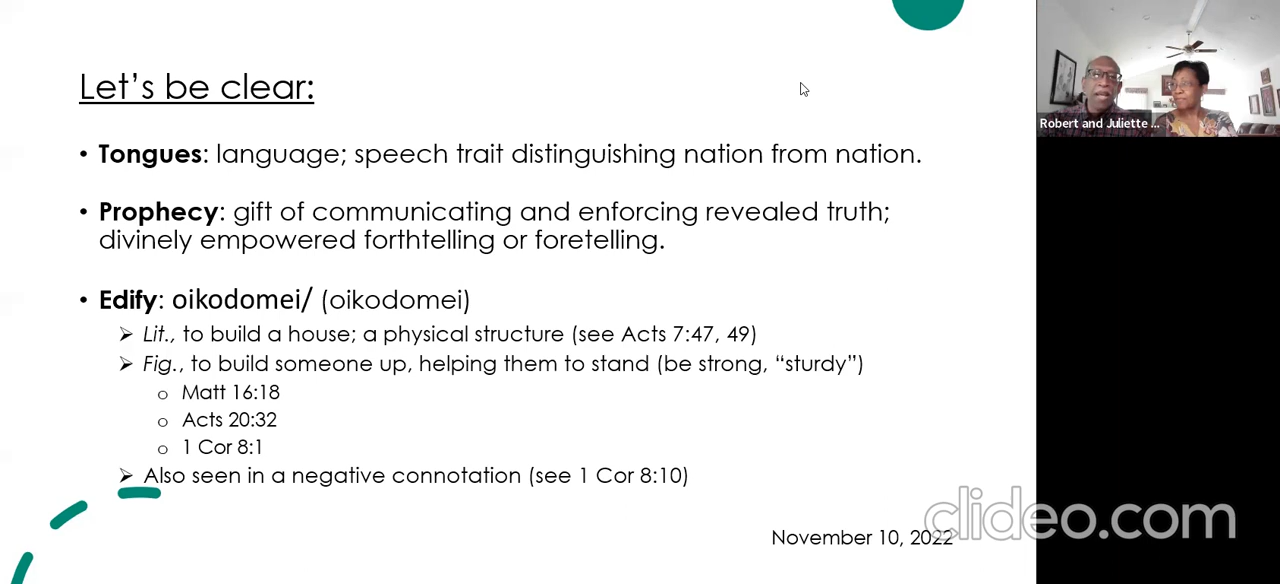 Let's be clear:
• Tongues: language; speech trait distinguishing nation from nation.
• Prophecy: gift of communicating and enforcing revealed truth;
divinely empowered forthtelling or foretelling.
• Edify: oikodomei/ (oikodomei)
➢ Lit., to build a house; a physical structure (see Acts 7:47, 49)
➢ Fig., to build someone up, helping them to stand (be strong, “sturdy”)
o Matt 16:18
o Acts 20:32
o 1 Cor 8:1
➢ Also seen in a negative connotation (see 1 Cor 8:10)
November 10, 2022
clideo.com
Robert and Juliette ...